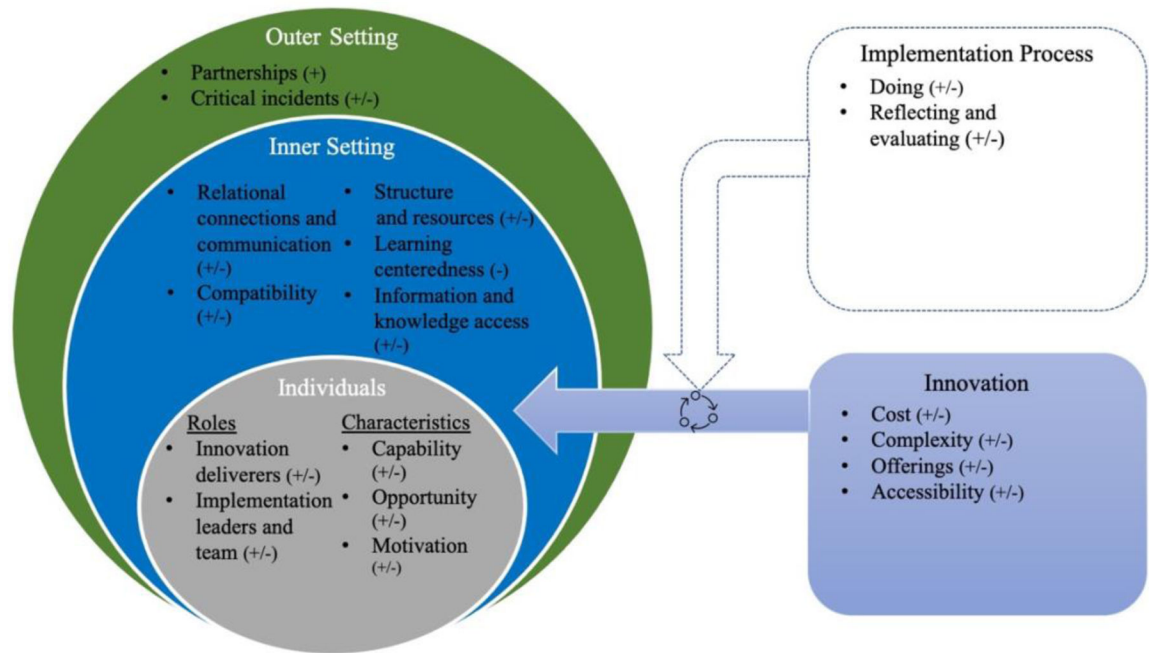 Outer Setting
• Partnerships (+)
• Critical incidents (+/-)
Inner Setting
• Relational
connections and
communication
(+/-)
• Compatibility
(+/-)
• Structure
and resources (+/-)
• Learning
centeredness (-)
• Information and
knowledge access
(+/-)
Individuals
Roles
• Innovation
deliverers (+/-)
• Implementation
leaders and
team (+/-)
Characteristics
• Capability
(+/-)
• Opportunity
(+/-)
• Motivation
(+/-)
Implementation Process
• Doing (+/-)
• Reflecting and
evaluating (+/-)
Innovation
• Cost (+/-)
• Complexity (+/-)
• Offerings (+/-)
• Accessibility (+/-)